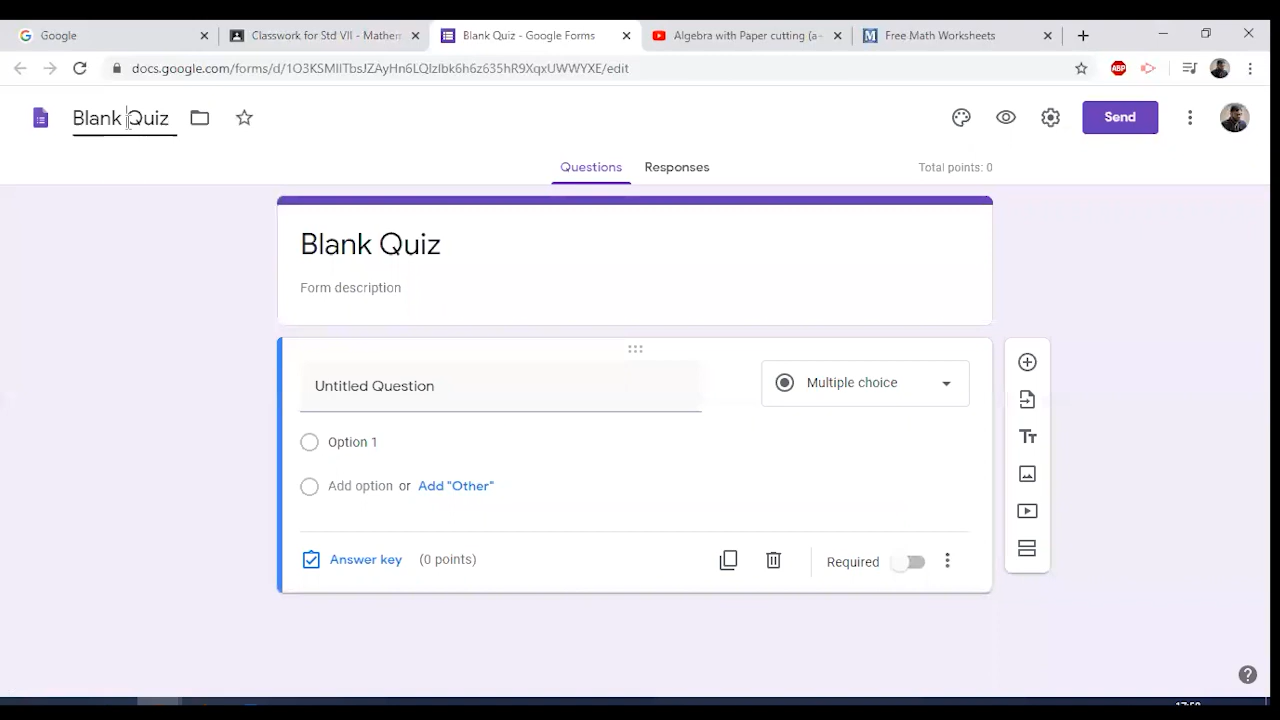 Google
Classwork for Std VII - Mathem
Blank Quiz - Google Forms
Algebra with Paper cutting (a
Free Math Worksheets
docs.google.com/forms/d/1O3KSMIITbsJZAyHn6LQIzIbk6h6z635hR9XqxUWWYXE/edit
ABP
Blank Quiz
Send
Questions
Responses
Total points: 0
Blank Quiz
Form description
Untitled Question
Multiple choice
Option 1
Add option or Add "Other"
Answer key (0 points)
Required